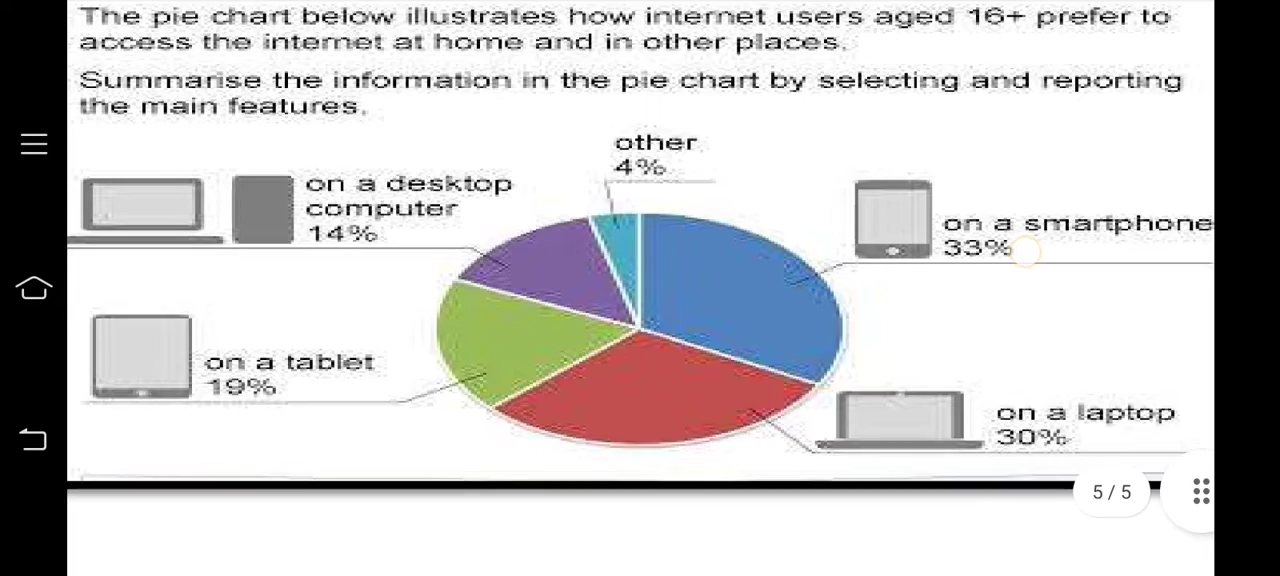 The pie chart below illustrates how internet users aged 16+ prefer to
access the internet at home and in other places.
Summarise the information in the pie chart by selecting and reporting
the main features.
other
4%
on a desktop
computer
14%
on a smartphone
33%
on a tablet
19%
on a laptop
30%
5 / 5